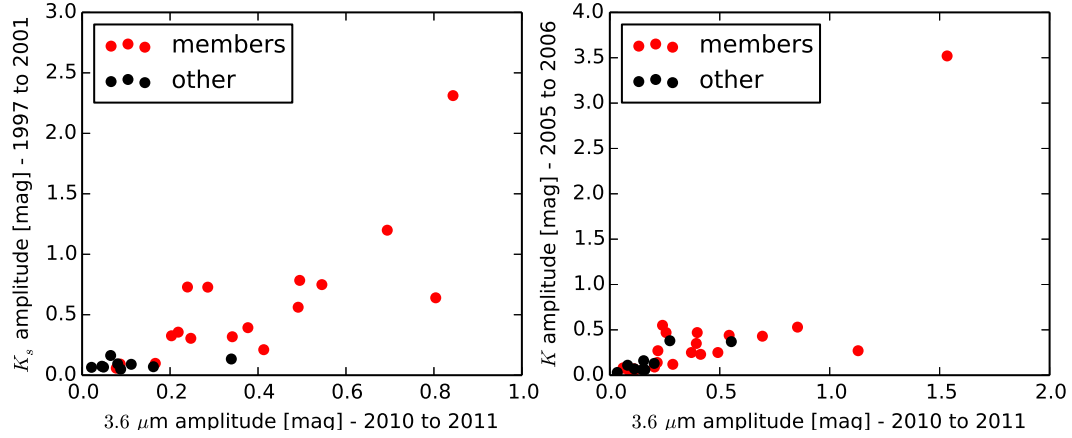 3.0
2.5
2.0
1.5
1.0
0.5
0.0
0.0 0.2 0.4 0.6 0.8 1.0
K_s amplitude [mag] - 1997 to 2001
3.6 μm amplitude [mag] - 2010 to 2011
members
other
4.0
3.5
3.0
2.5
2.0
1.5
1.0
0.5
0.0
0.0 0.5 1.0 1.5 2.0
K amplitude [mag] - 2005 to 2006
3.6 μm amplitude [mag] - 2010 to 2011
members
other